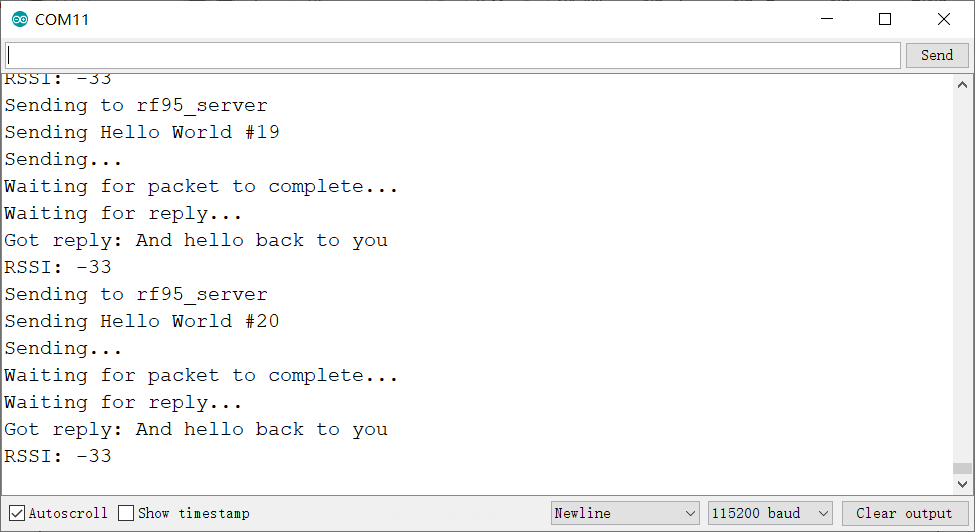 COM11
Send
RSSI: -33
Sending to rf95_server
Sending Hello World #19
Sending...
Waiting for packet to complete...
Waiting for reply...
Got reply: And hello back to you
RSSI: -33
Sending to rf95_server
Sending Hello World #20
Sending...
Waiting for packet to complete...
Waiting for reply...
Got reply: And hello back to you
RSSI: -33
Autoscroll Show timestamp Newline 115200 baud Clear output